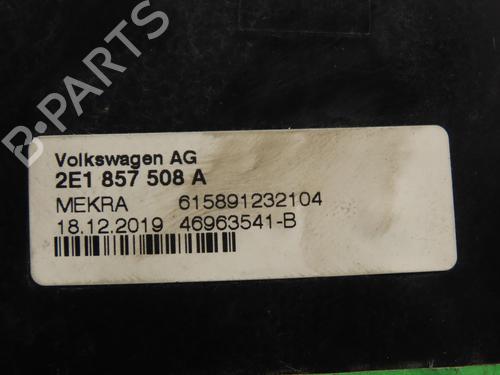 B-PARTS
Volkswagen AG
2E1 857 508 A
MEKRA 615891232104
18.12.2019 46963541-B